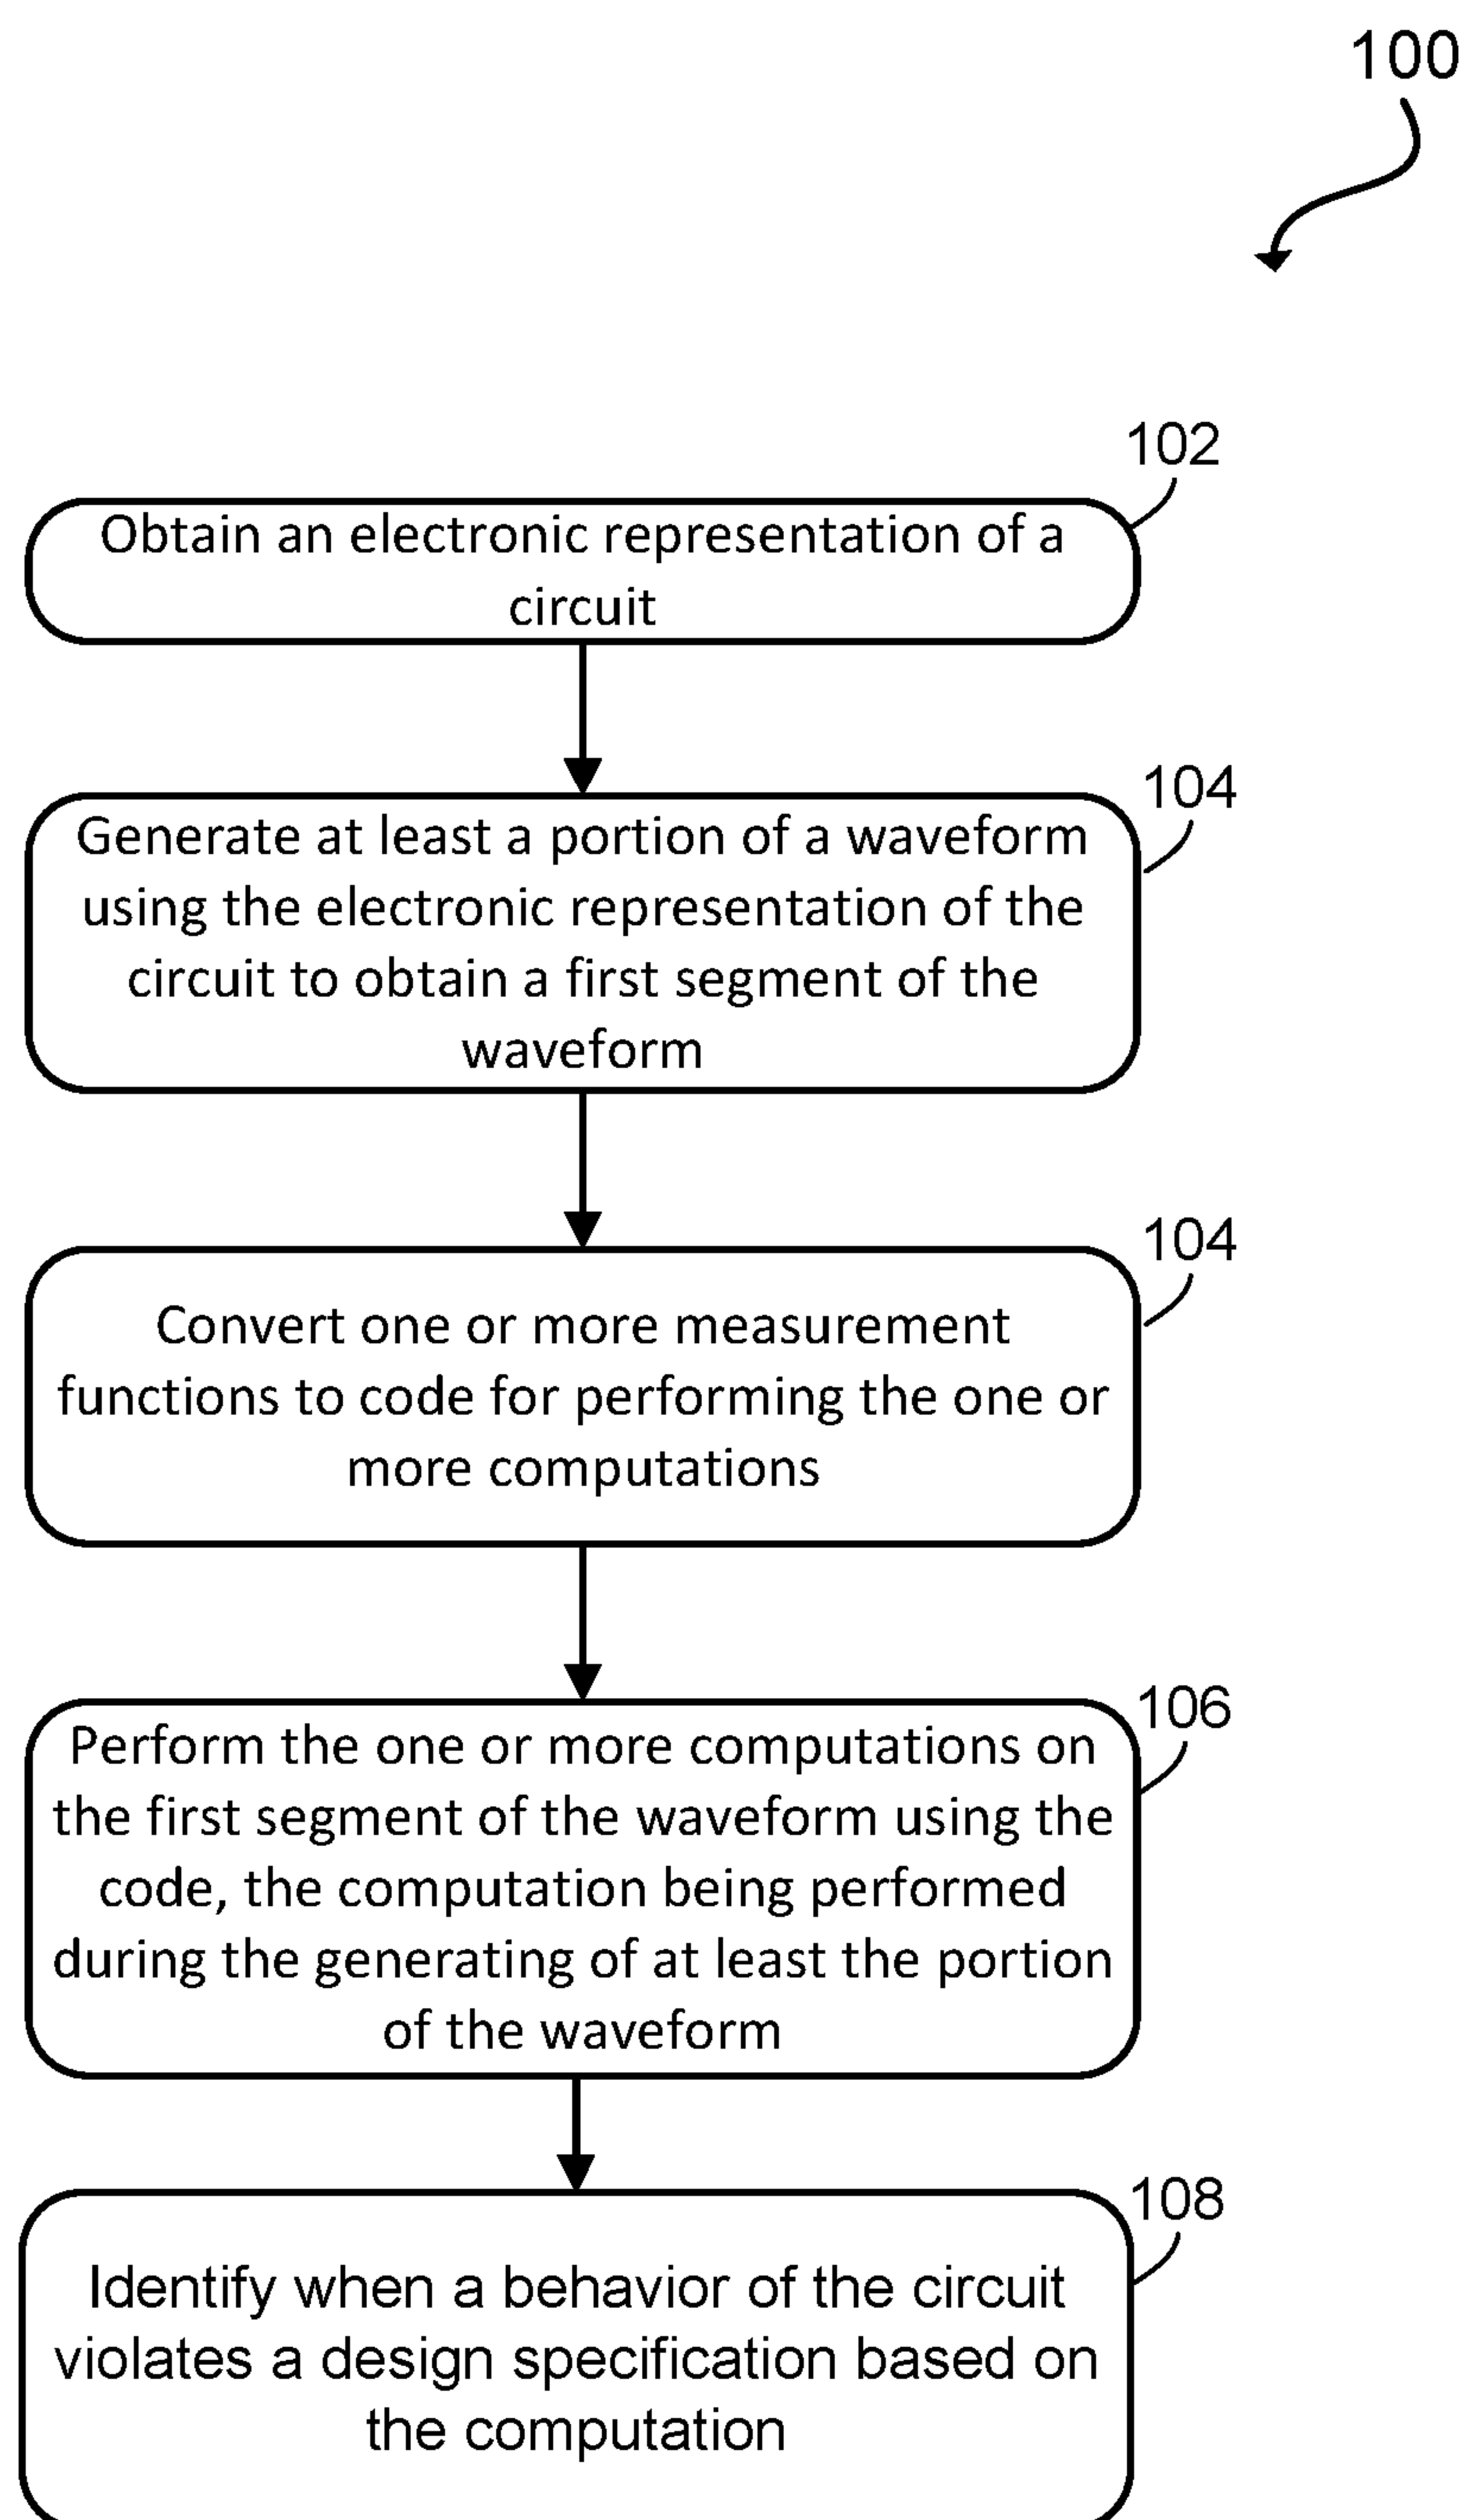 100
102
Obtain an electronic representation of a
circuit
104
Generate at least a portion of a waveform
using the electronic representation of the
circuit to obtain a first segment of the
waveform
104
Convert one or more measurement
functions to code for performing the one or
more computations
106
Perform the one or more computations on
the first segment of the waveform using the
code, the computation being performed
during the generating of at least the portion
of the waveform
108
Identify when a behavior of the circuit
violates a design specification based on
the computation